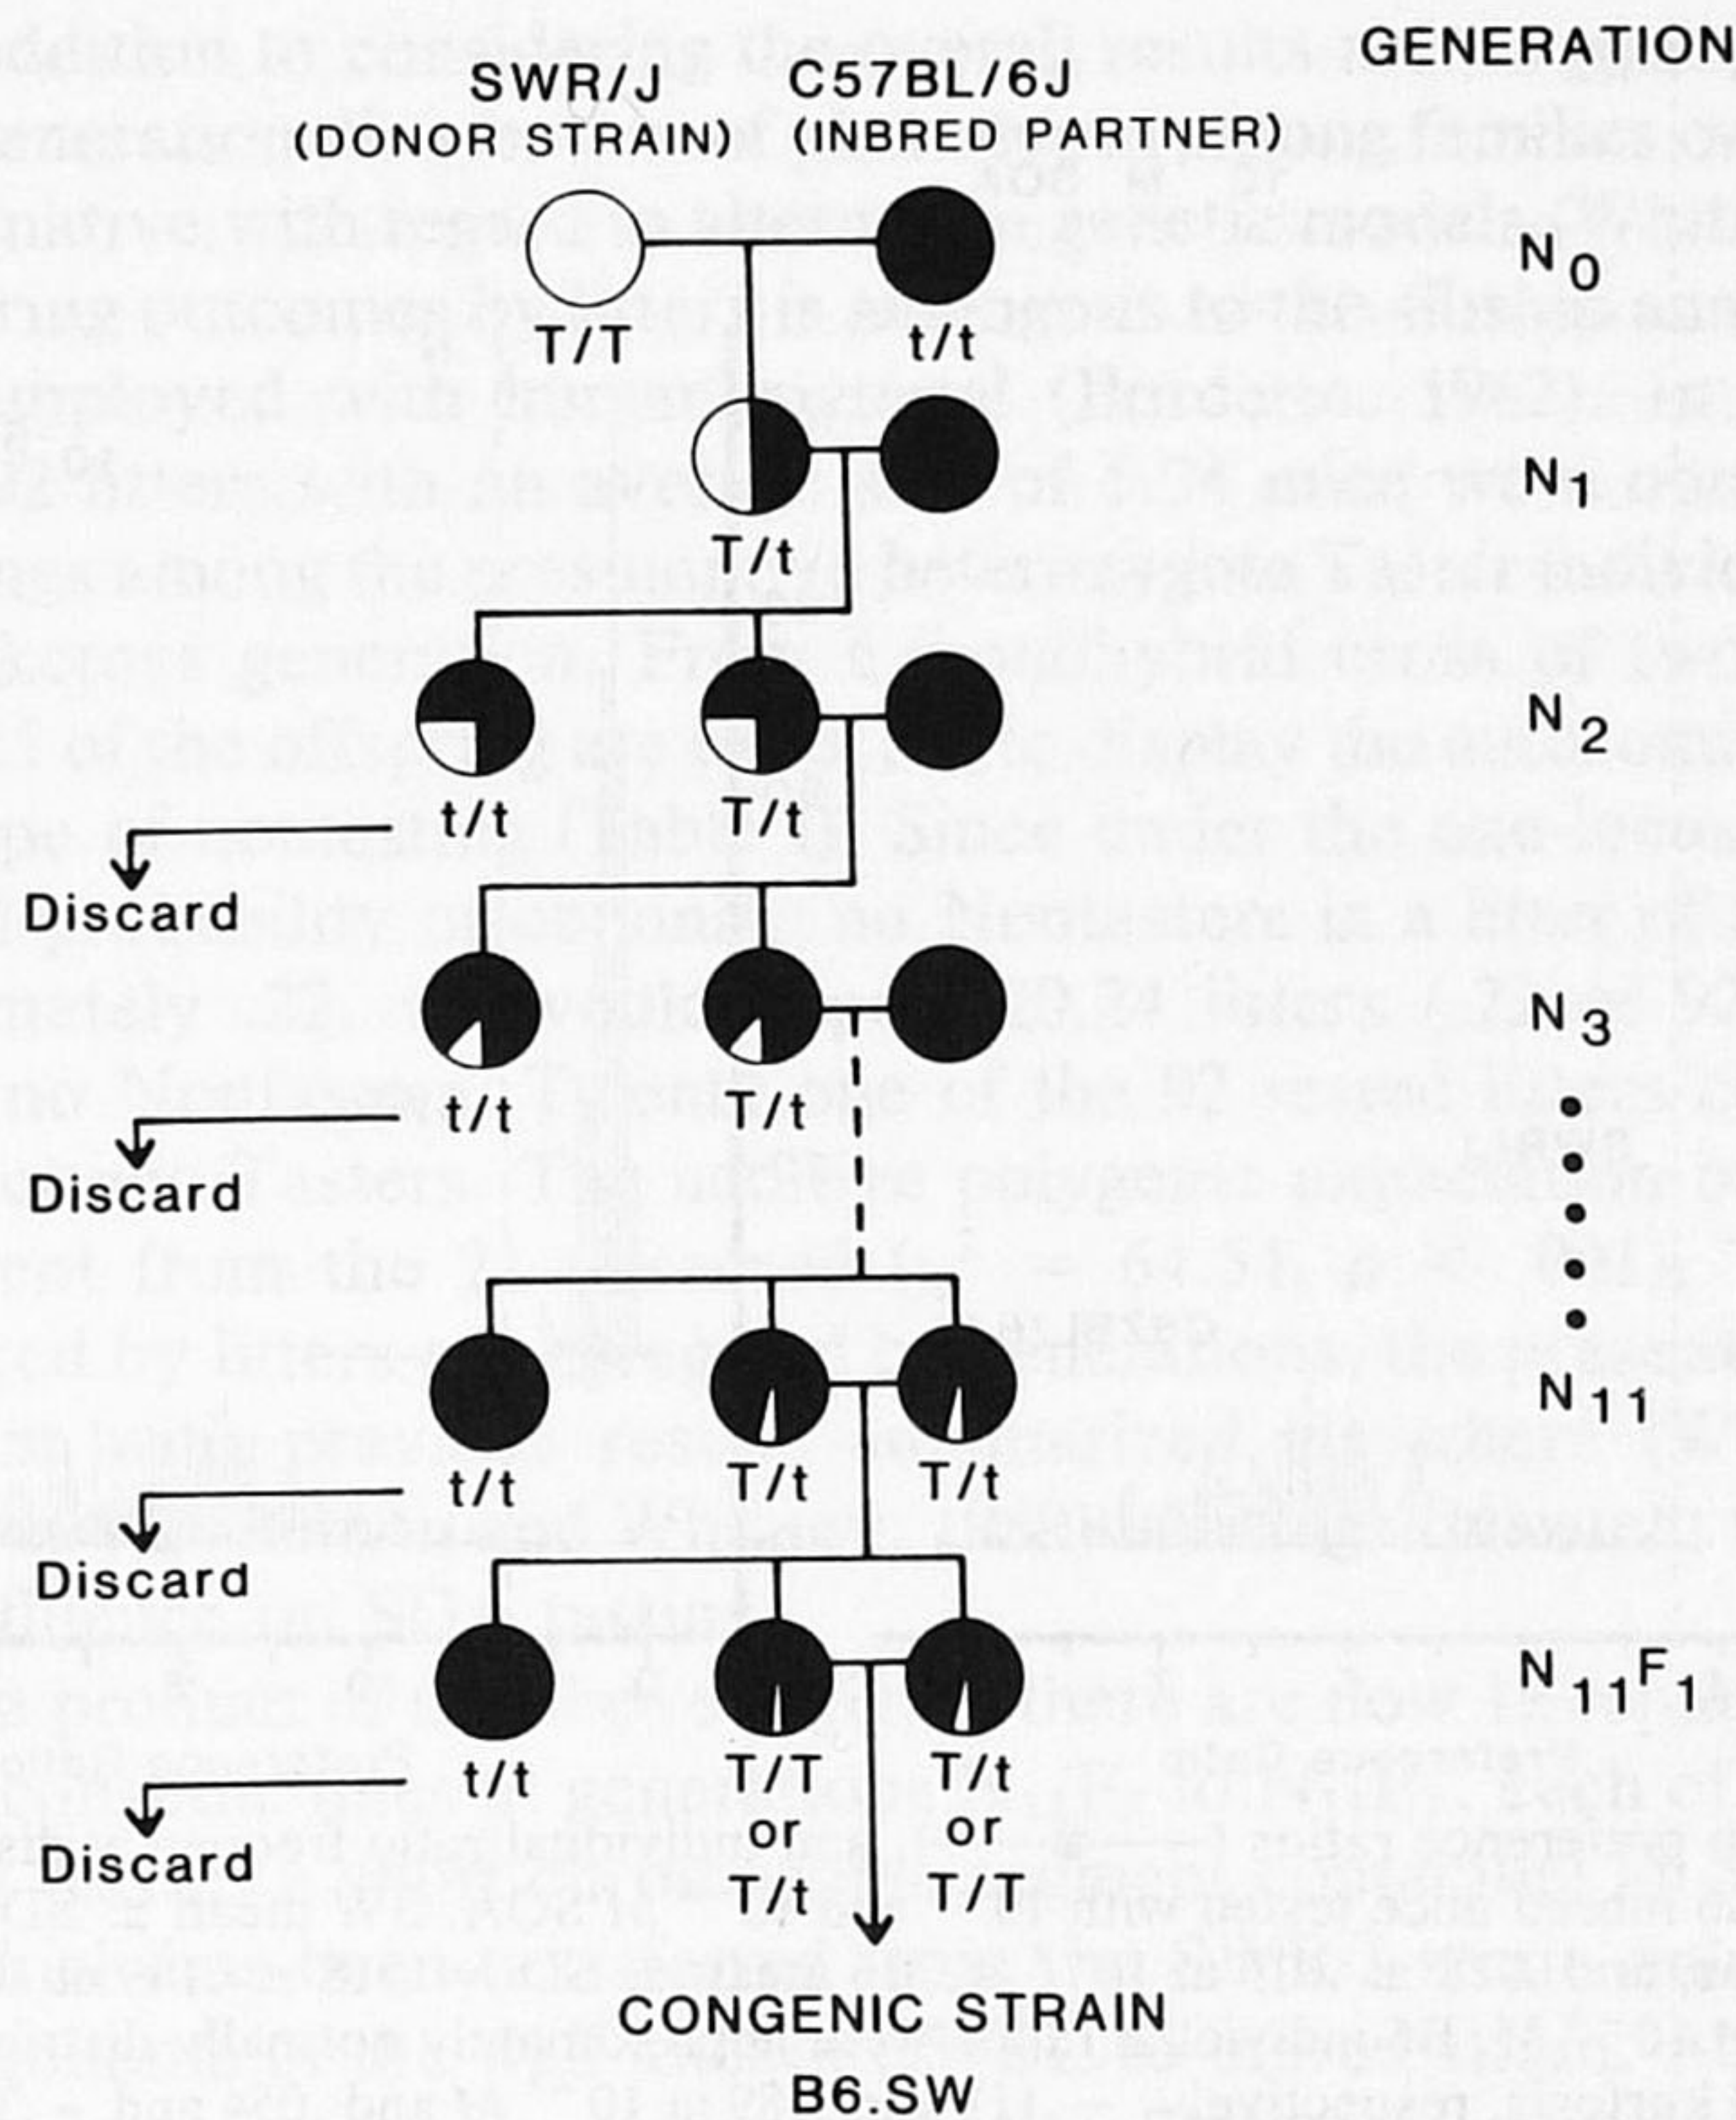 GENERATION
SWR/J C57BL/6J
(DONOR STRAIN) (INBRED PARTNER)
N0
T/T t/t
N1
T/t
N2
t/t T/t
Discard
N3
t/t T/t
Discard
N11
t/t T/t T/t
Discard
N11F1
t/t T/T T/t
or or
Discard
T/t T/T
CONGENIC STRAIN
B6.SW